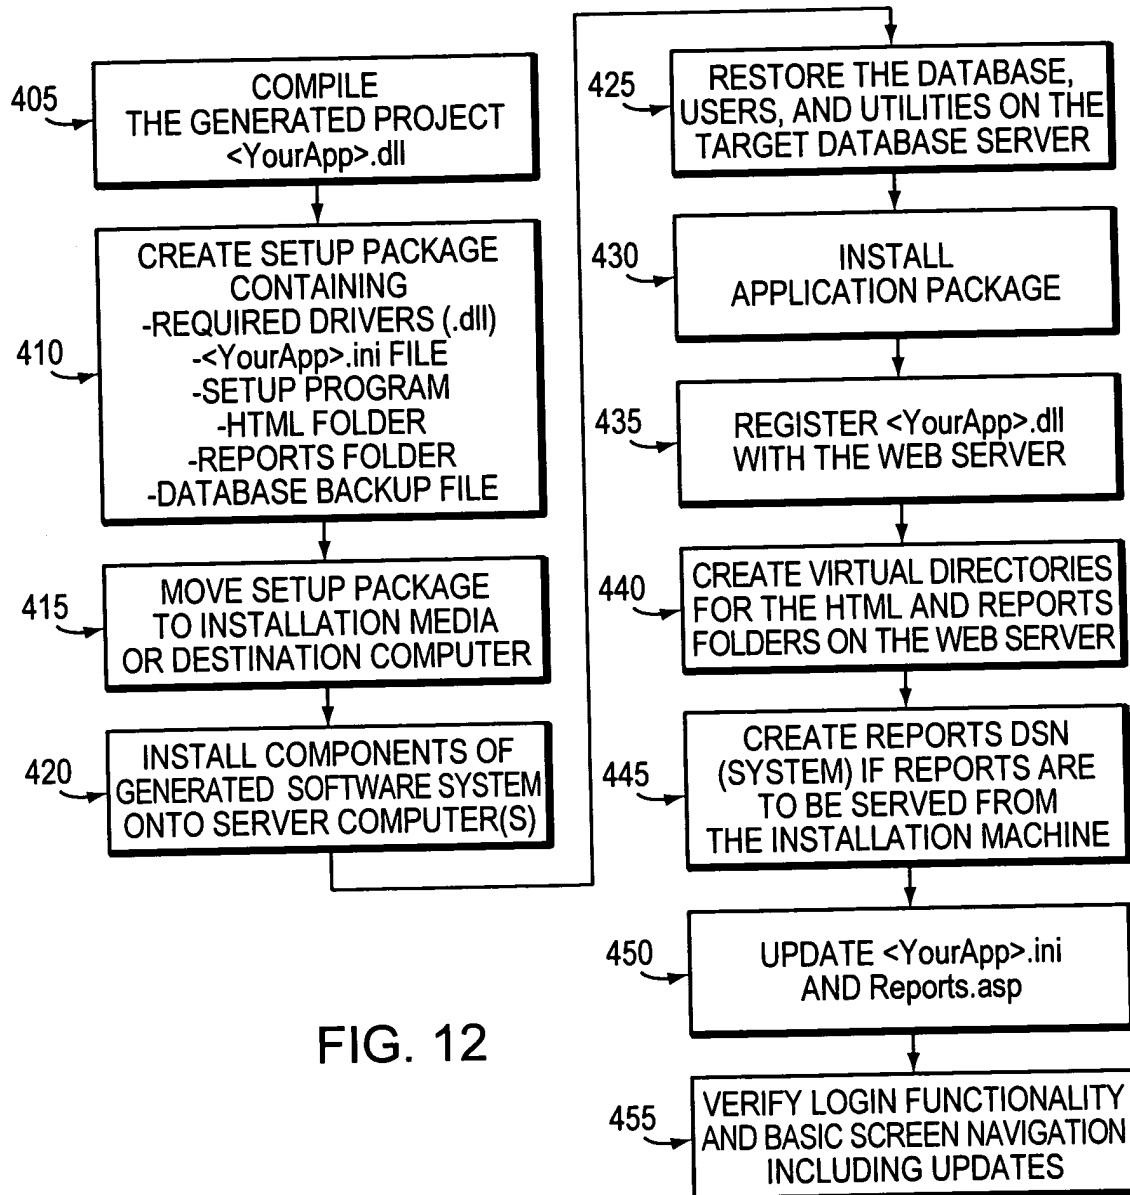 405
COMPILE
THE GENERATED PROJECT
<YourApp>.dll
410
CREATE SETUP PACKAGE
CONTAINING
-REQUIRED DRIVERS (.dll)
-<YourApp>.ini FILE
-SETUP PROGRAM
-HTML FOLDER
-REPORTS FOLDER
-DATABASE BACKUP FILE
415
MOVE SETUP PACKAGE
TO INSTALLATION MEDIA
OR DESTINATION COMPUTER
420
INSTALL COMPONENTS OF
GENERATED SOFTWARE SYSTEM
ONTO SERVER COMPUTER(S)
425
RESTORE THE DATABASE,
USERS, AND UTILITIES ON THE
TARGET DATABASE SERVER
430
INSTALL
APPLICATION PACKAGE
435
REGISTER <YourApp>.dll
WITH THE WEB SERVER
440
CREATE VIRTUAL DIRECTORIES
FOR THE HTML AND REPORTS
FOLDERS ON THE WEB SERVER
445
CREATE REPORTS DSN
(SYSTEM) IF REPORTS ARE
TO BE SERVED FROM
THE INSTALLATION MACHINE
450
UPDATE <YourApp>.ini
AND Reports.asp
455
VERIFY LOGIN FUNCTIONALITY
AND BASIC SCREEN NAVIGATION
INCLUDING UPDATES
FIG. 12